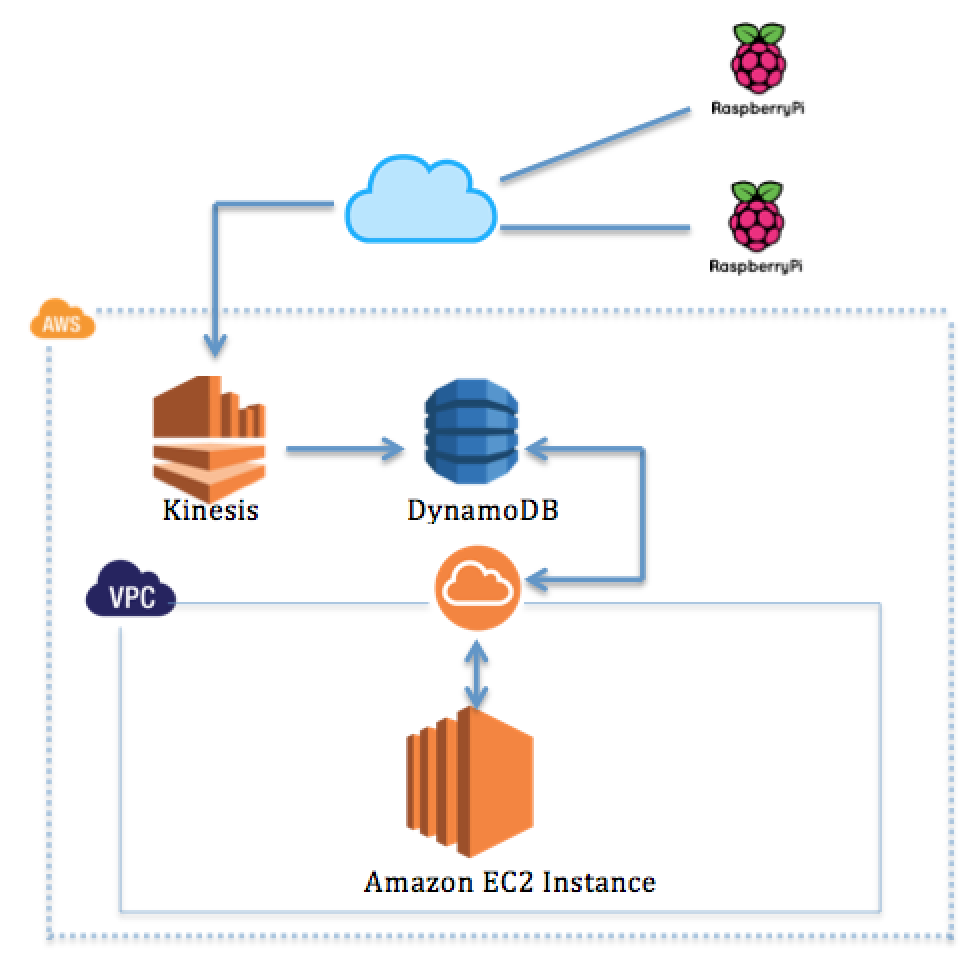 RaspberryPi
RaspberryPi
AWS
Kinesis
DynamoDB
VPC
Amazon EC2 Instance